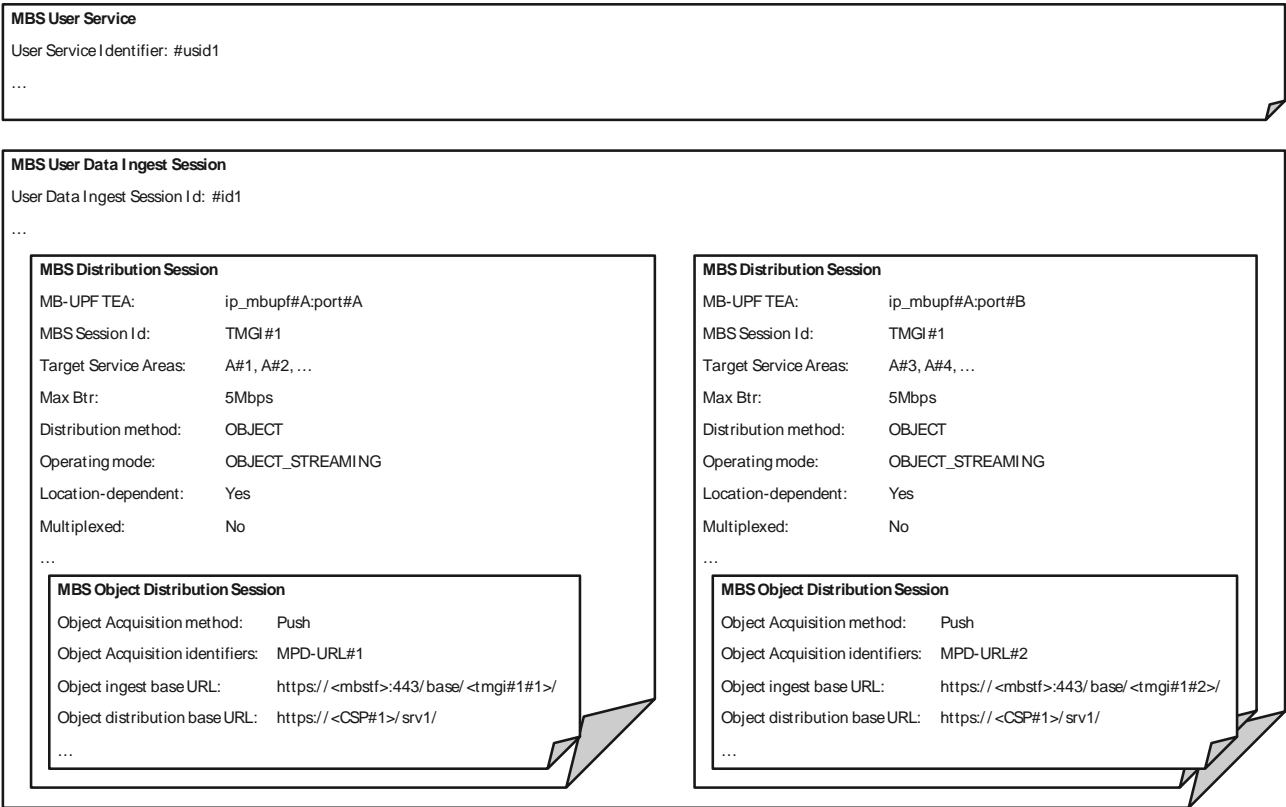 MBS User Service
User Service Identifier: #usid1
…
MBS User Data Ingest Session
User Data Ingest Session Id: #id1
…
MBS Distribution Session
MB-UPF TEA: ip_mbupf#A:port#A
MBS Session Id: TMGI#1
Target Service Areas: A#1, A#2, …
Max Btr: 5Mbps
Distribution method: OBJECT
Operating mode: OBJECT_STREAMING
Location-dependent: Yes
Multiplexed: No
…
MBS Object Distribution Session
Object Acquisition method: Push
Object Acquisition identifiers: MPD-URL#1
Object ingest base URL: https://<mbstf>:443/base/<tmgi#1#1>/
Object distribution base URL: https://<CSP#1>/srv1/
…
MBS Distribution Session
MB-UPF TEA: ip_mbupf#A:port#B
MBS Session Id: TMGI#1
Target Service Areas: A#3, A#4, …
Max Btr: 5Mbps
Distribution method: OBJECT
Operating mode: OBJECT_STREAMING
Location-dependent: Yes
Multiplexed: No
…
MBS Object Distribution Session
Object Acquisition method: Push
Object Acquisition identifiers: MPD-URL#2
Object ingest base URL: https://<mbstf>:443/base/<tmgi#1#2>/
Object distribution base URL: https://<CSP#1>/srv1/
…